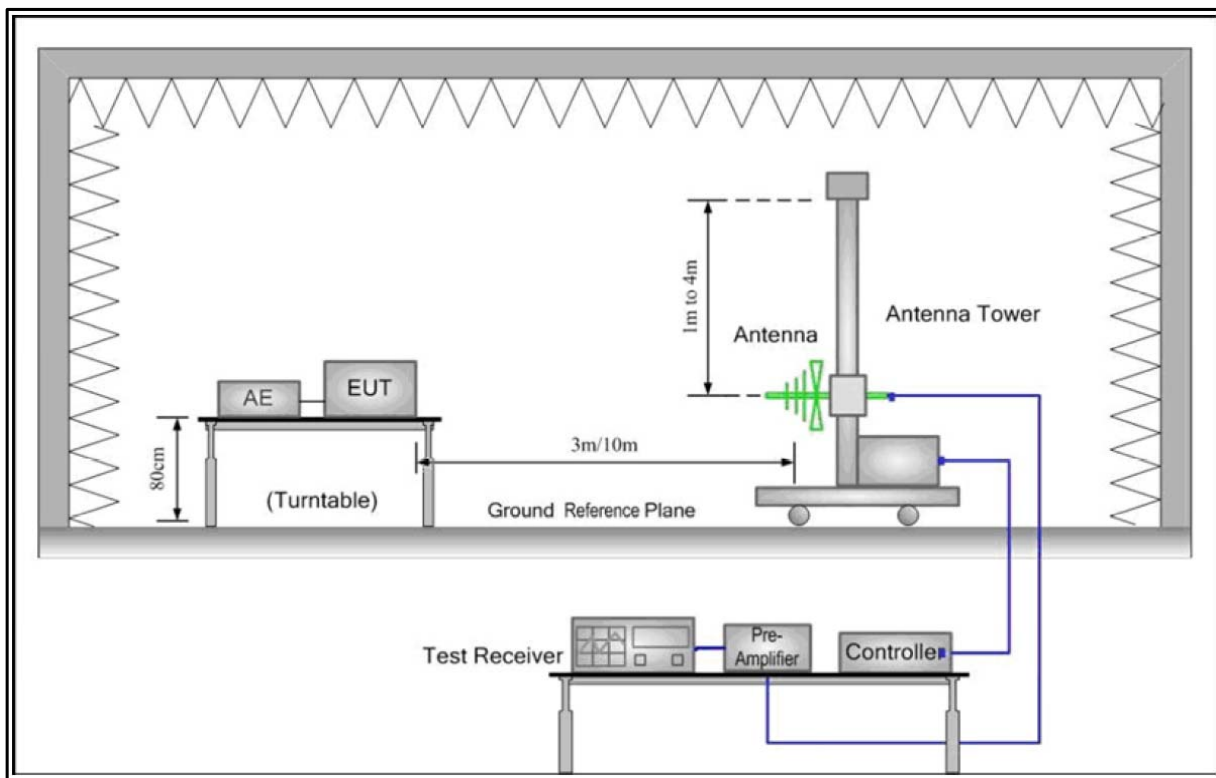 1m to 4m
Antenna Tower
Antenna
EUT
AE
3m/10m
80cm
(Turntable)
Ground Reference Plane
Test Receiver
Pre-
Amplifier
Controller